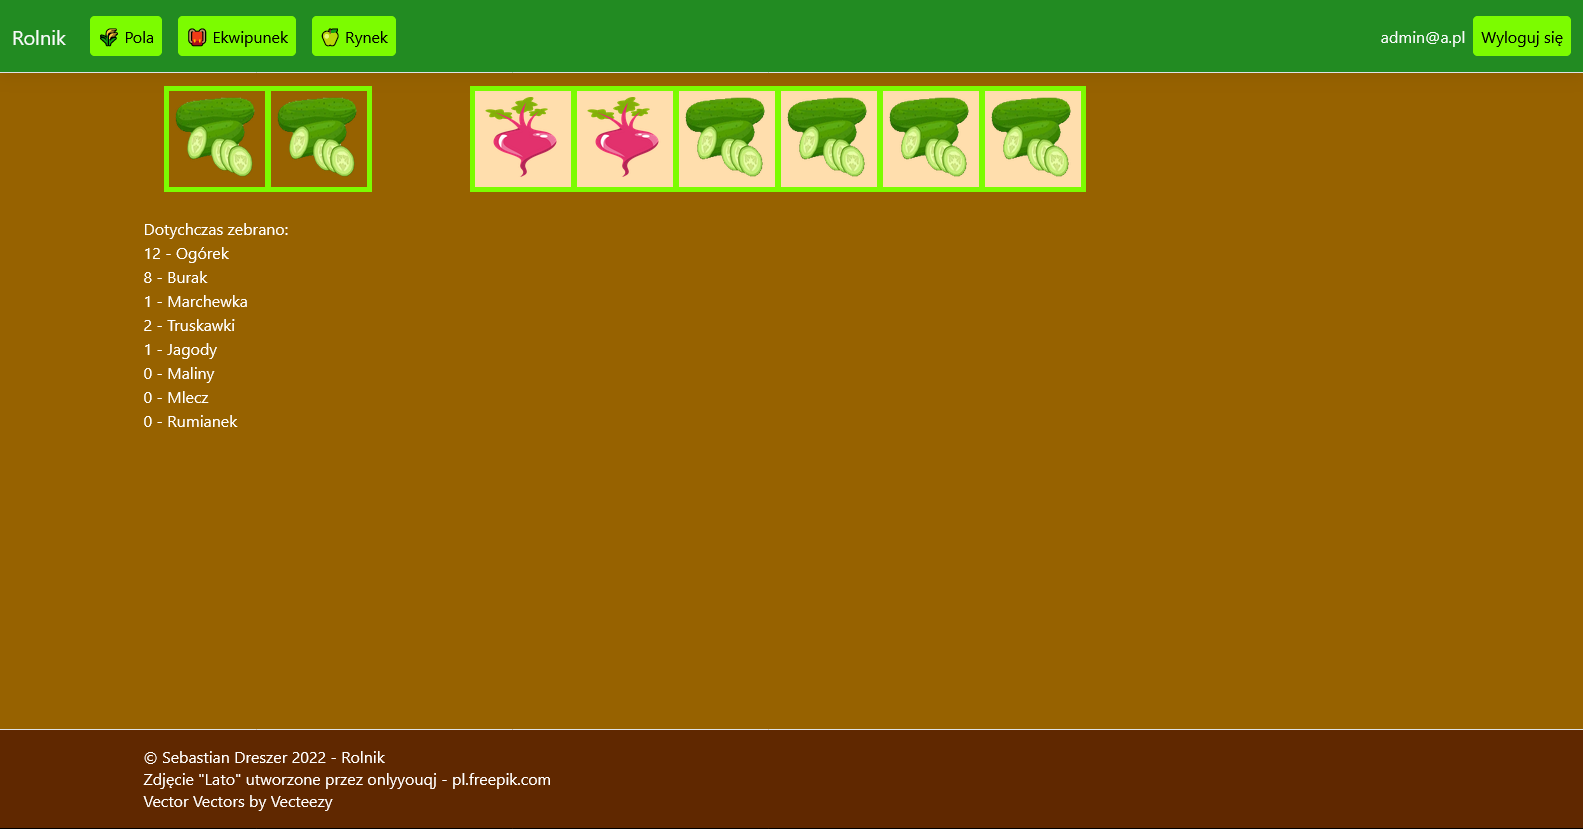 Rolnik Pola Ekwipunek Rynek admin@a.pl Wyloguj się
Dotychczas zebrano:
12 - Ogórek
8 - Burak
1 - Marchewka
2 - Truskawki
1 - Jagody
0 - Maliny
0 - Mlecz
0 - Rumianek
© Sebastian Dreszer 2022 - Rolnik
Zdjęcie "Lato" utworzone przez onlyyouqj - pl.freepik.com
Vector Vectors by Vecteezy